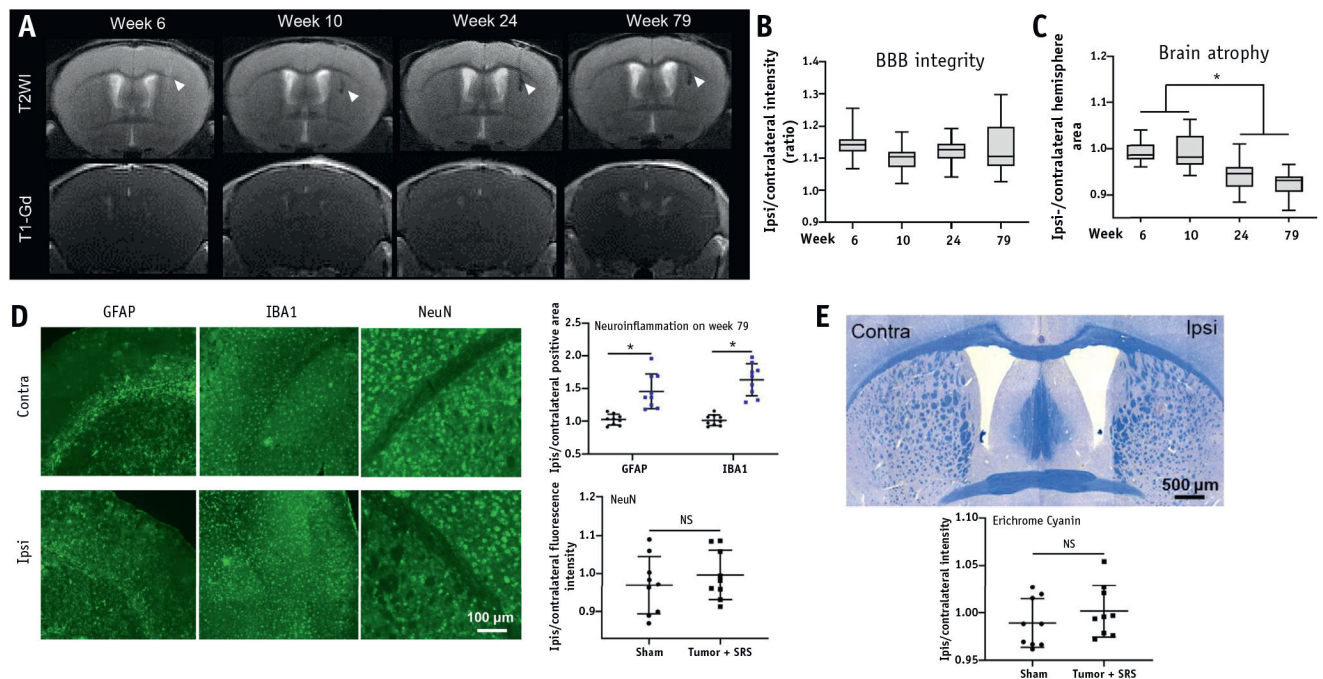 A
Week 6
Week 10
Week 24
Week 79
T2WI
T1-Gd
B
BBB integrity
Ipsi/contralateral intensity
(ratio)
1.4
1.3
1.2
1.1
1.0
0.9
Week
6
10
24
79
C
Brain atrophy
*
Ipsi-/contralateral hemisphere
area
1.2
1.1
1.0
0.9
Week
6
10
24
79
D
GFAP
IBA1
NeuN
Contra
Ipsi
100 µm
Ipis/contralateral positive area
2.5
2.0
1.5
1.0
0.5
Neuroinflammation on week 79
*
*
GFAP
IBA1
Ipis/contralateral fluorescence
intensity
1.2
1.1
1.0
0.9
NeuN
NS
Sham
Tumor + SRS
E
Contra
Ipsi
500 µm
Ipis/contralateral intensity
1.10
1.05
1.00
0.95
Erichrome Cyanin
NS
Sham
Tumor + SRS